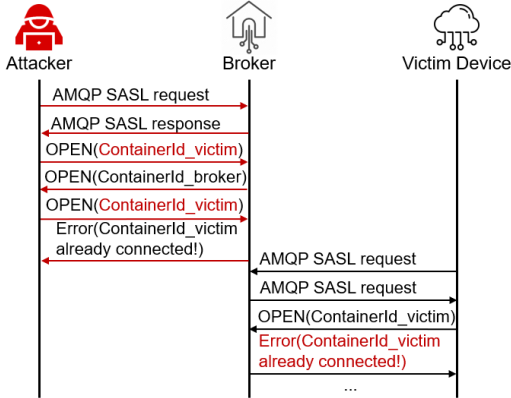 Attacker
Broker
Victim Device
AMQP SASL request
AMQP SASL response
OPEN(ContainerId_victim)
OPEN(ContainerId_broker)
OPEN(ContainerId_victim)
Error(ContainerId_victim
already connected!)
AMQP SASL request
AMQP SASL request
OPEN(ContainerId_victim)
Error(ContainerId_victim
already connected!)
...